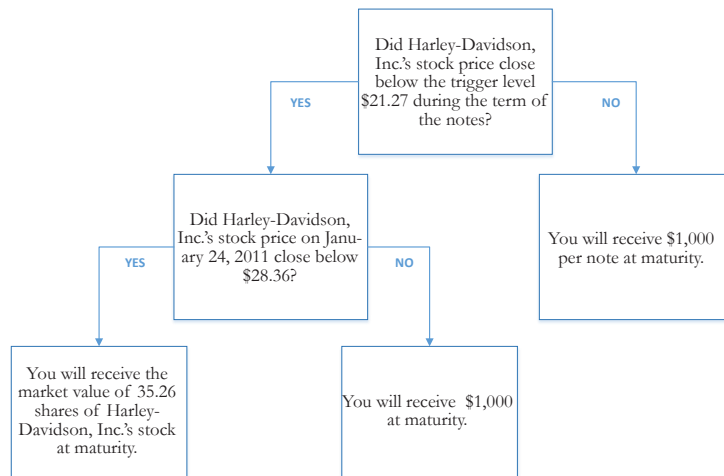 Did Harley-Davidson,
Inc.'s stock price close
below the trigger level
$21.27 during the term of
the notes?
YES
NO
Did Harley-Davidson,
Inc.'s stock price on Janu-
ary 24, 2011 close below
$28.36?
You will receive $1,000
per note at maturity.
YES
NO
You will receive the
market value of 35.26
shares of Harley-
Davidson, Inc.'s stock
at maturity.
You will receive $1,000
at maturity.